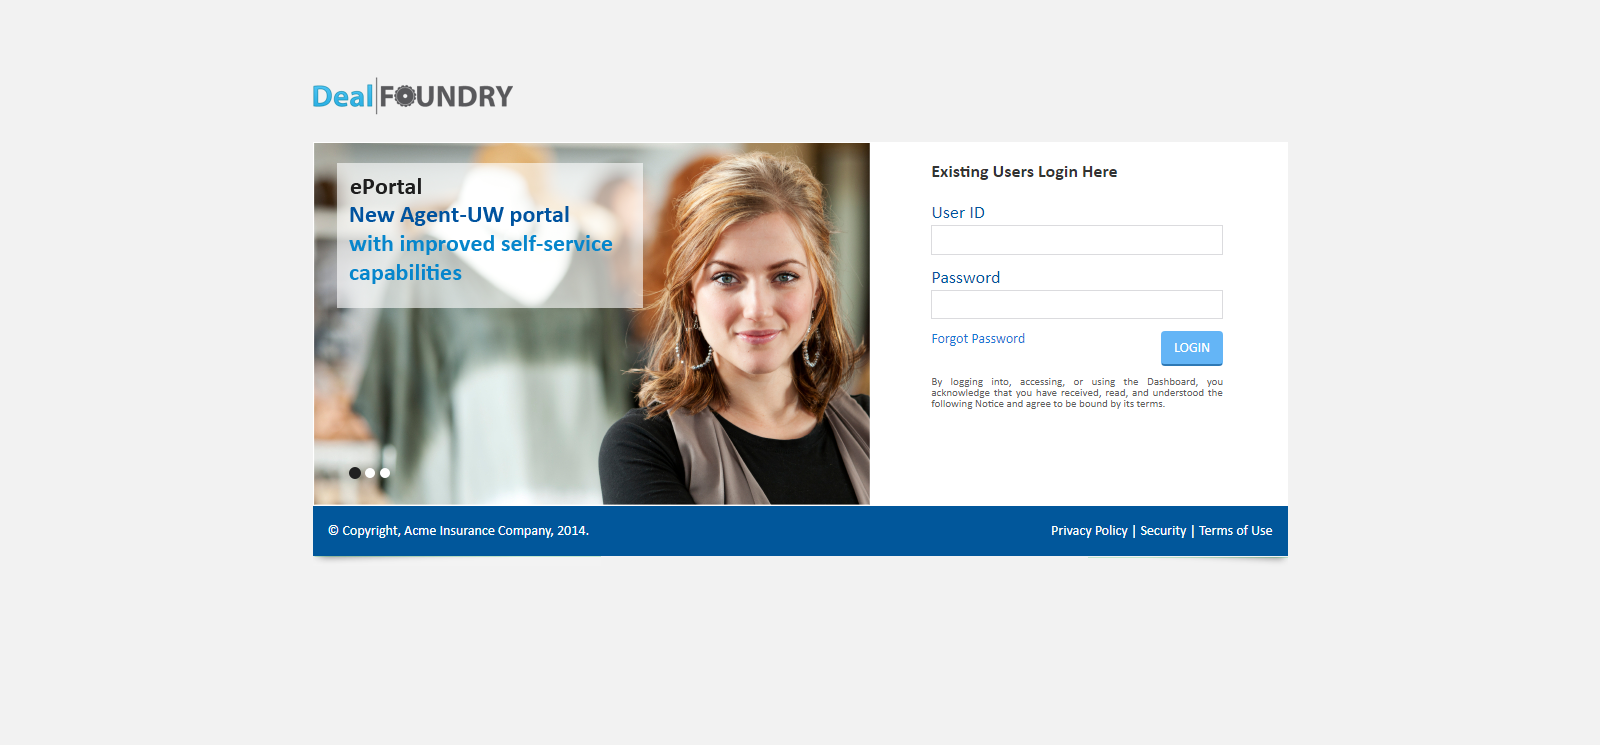 Deal FOUNDRY
ePortal
New Agent-UW portal
with improved self-service
capabilities
Existing Users Login Here
User ID
Password
Forgot Password
LOGIN
By logging into, accessing, or using the Dashboard, you
acknowledge that you have received, read, and understood the
following Notice and agree to be bound by its terms.
© Copyright, Acme Insurance Company, 2014.
Privacy Policy | Security | Terms of Use